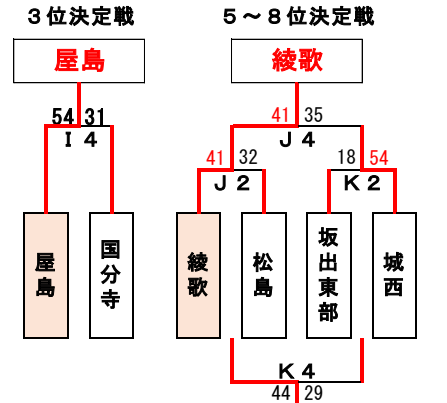 ３位決定戦
５～８位決定戦
屋島
綾歌
54 31
Ｉ４
41 35
Ｊ４
41 32
Ｊ２
18 54
Ｋ２
屋島
国分寺
綾歌
松島
坂出東部
城西
Ｋ４
44 29